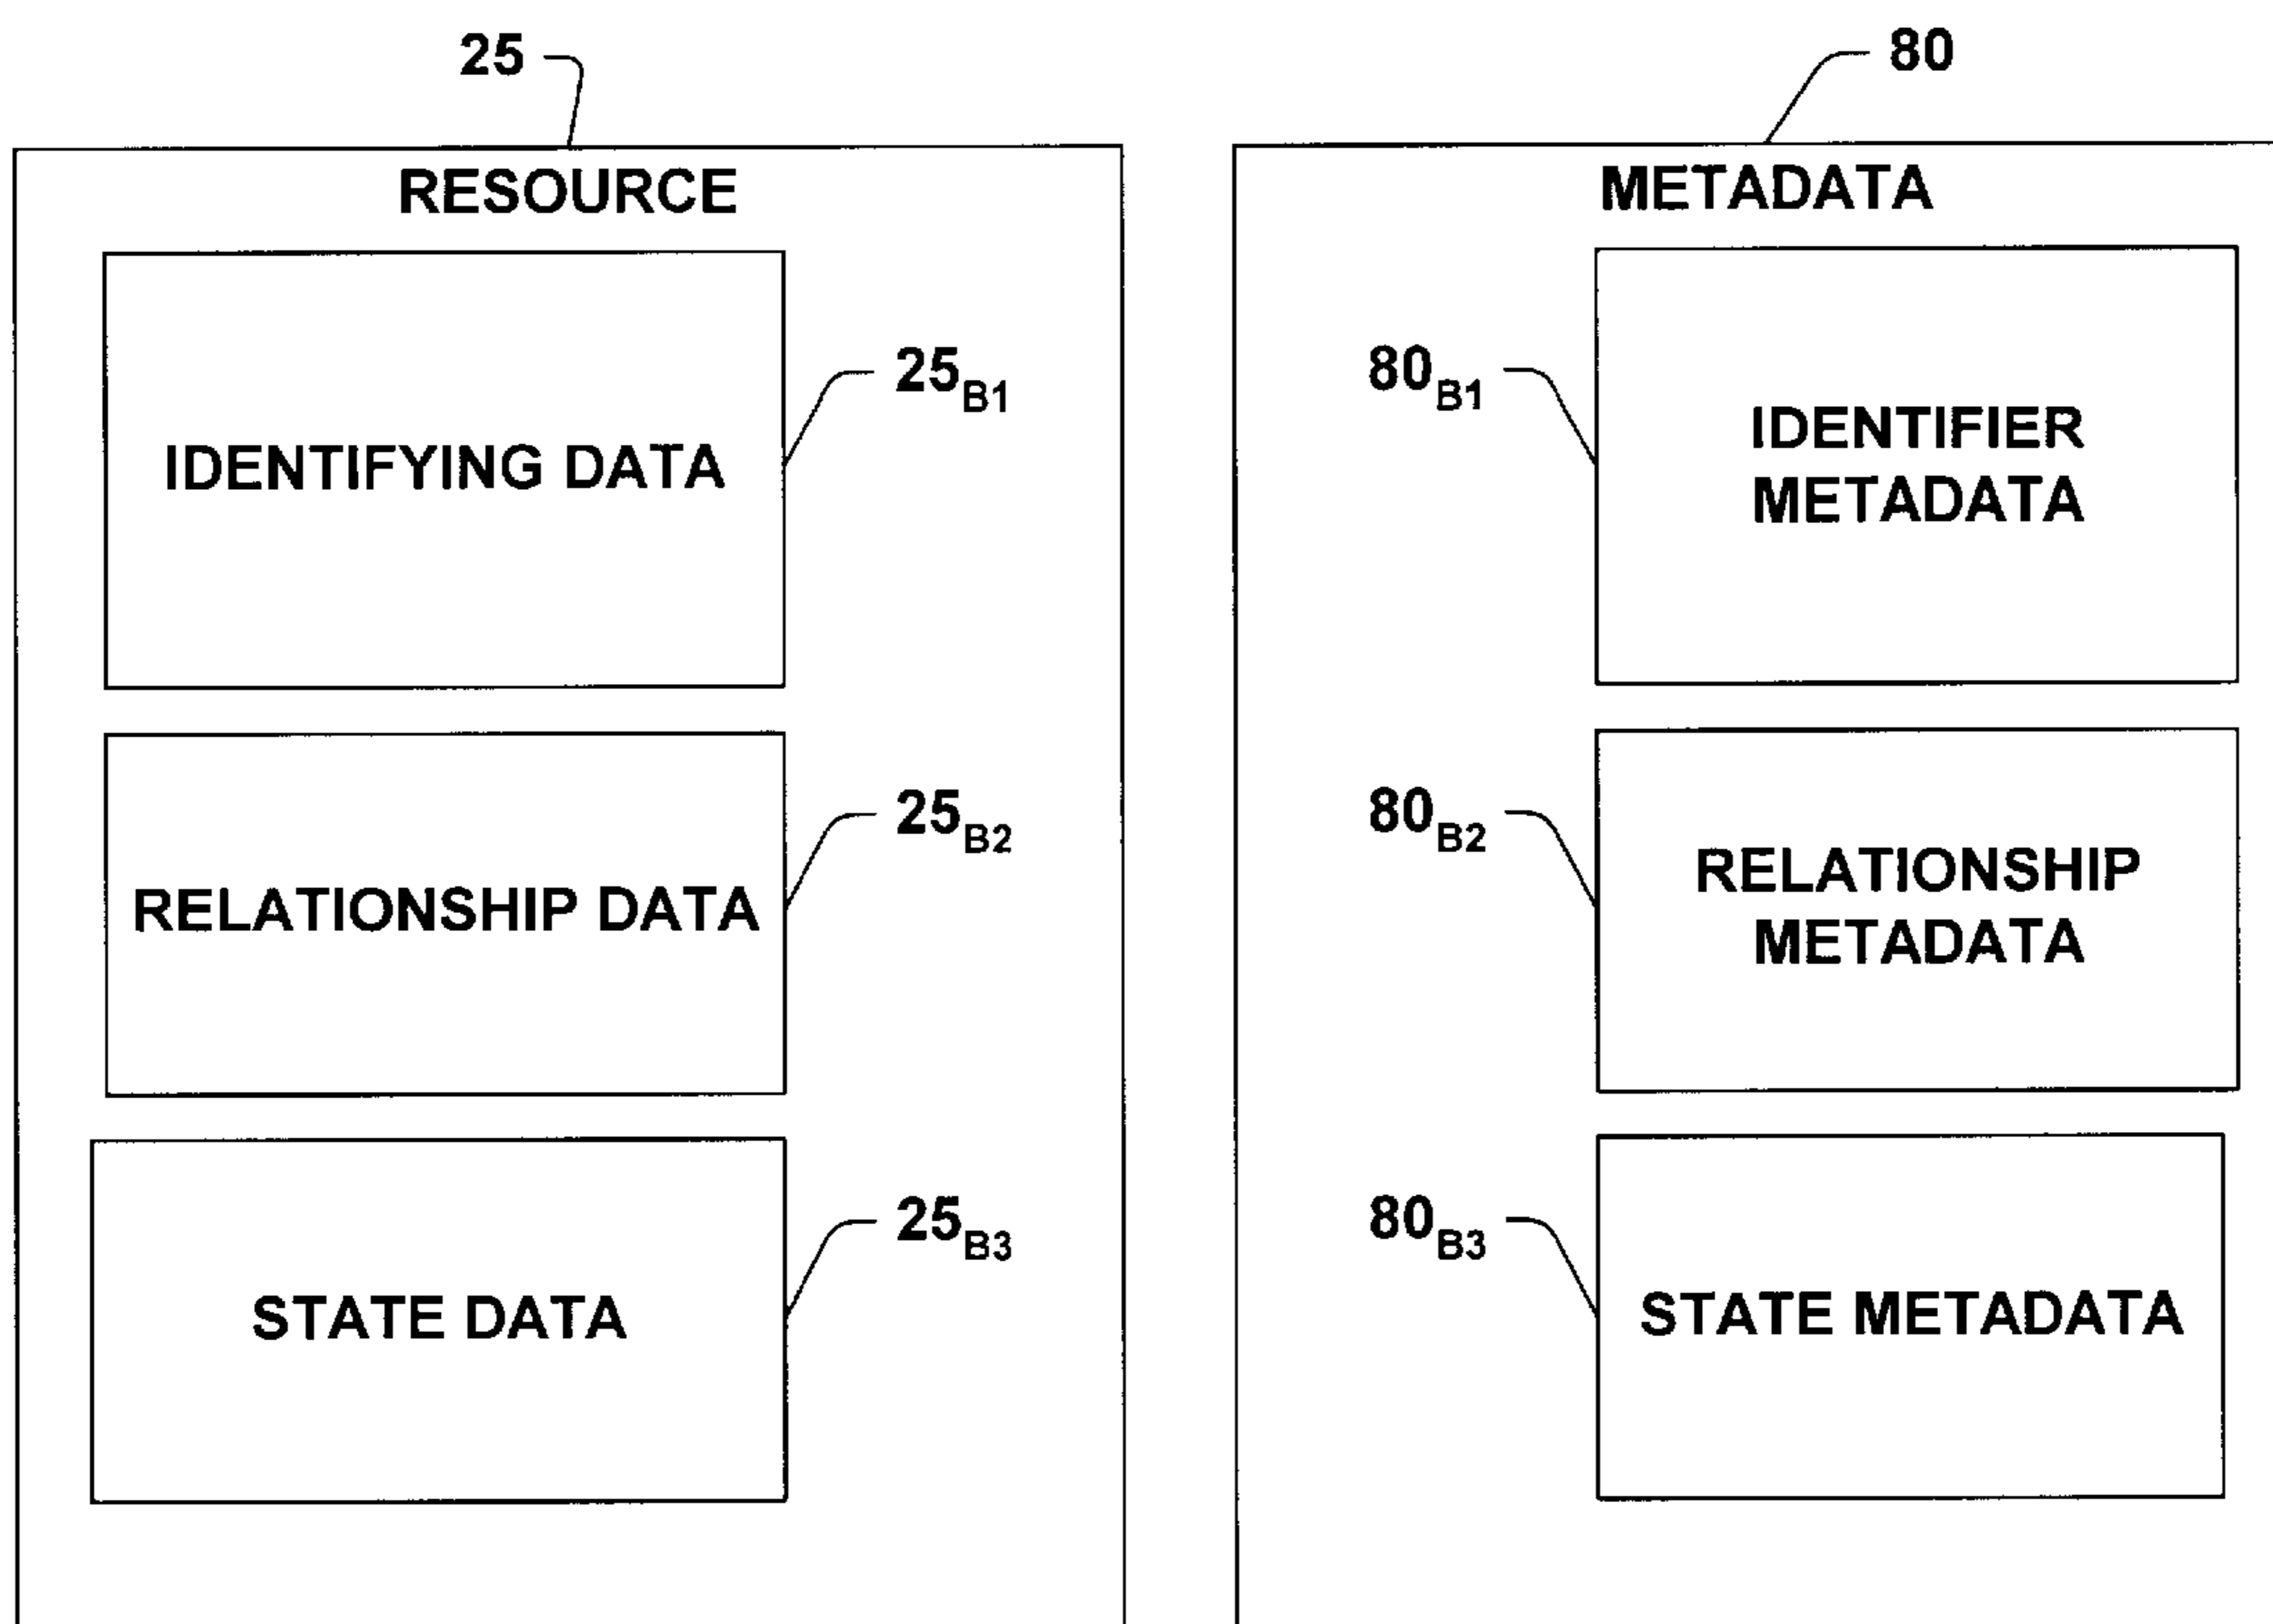 25
80
RESOURCE
IDENTIFYING DATA
25B1
RELATIONSHIP DATA
25B2
STATE DATA
25B3
METADATA
80B1
IDENTIFIER
METADATA
80B2
RELATIONSHIP
METADATA
80B3
STATE METADATA